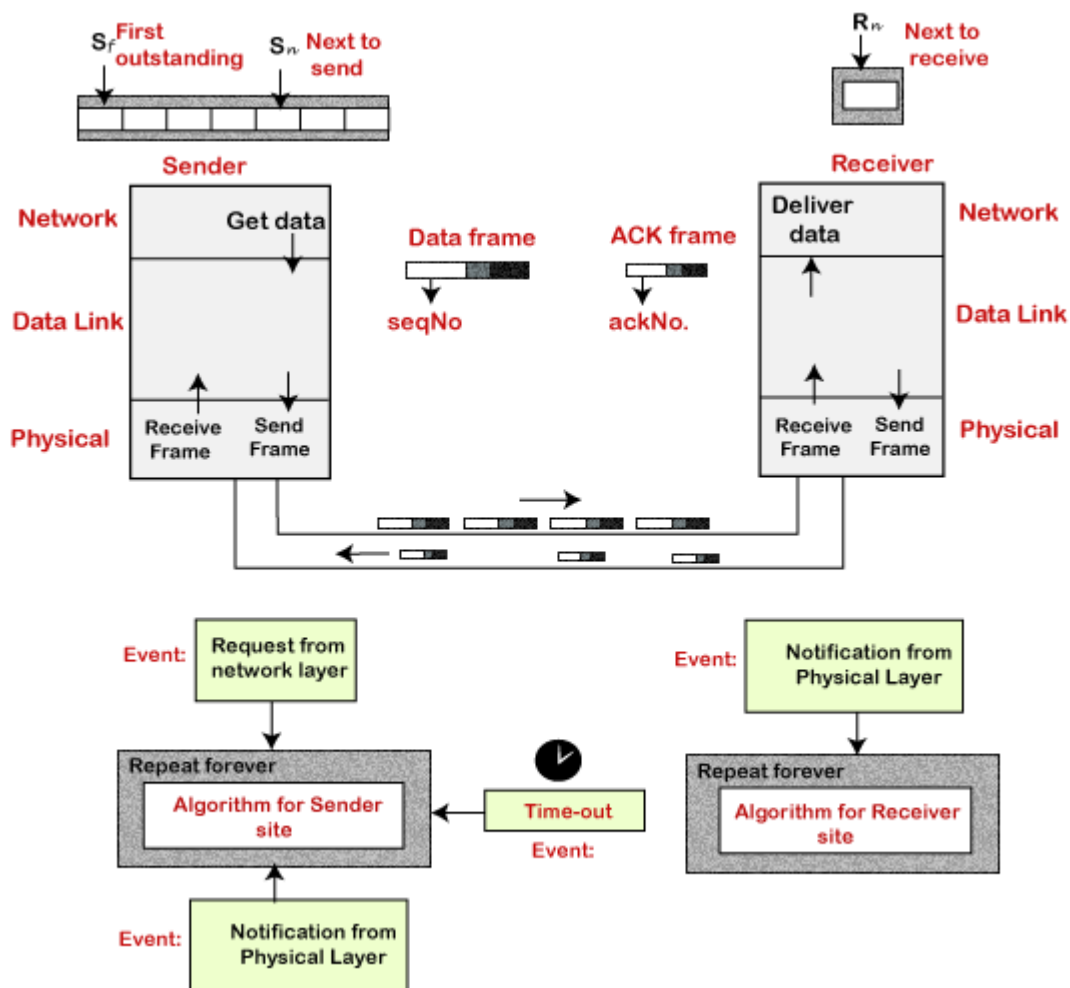 Sf First
outstanding
Sn Next to
send
Rn Next to
receive
Sender
Receiver
Network
Get data
Data frame
ACK frame
Deliver
data
Network
Data Link
seqNo
ackNo.
Data Link
Physical
Receive
Frame
Send
Frame
Receive
Frame
Send
Frame
Physical
Event:
Request from
network layer
Event:
Notification from
Physical Layer
Repeat forever
Algorithm for Sender
site
Time-out
Event:
Repeat forever
Algorithm for Receiver
site
Event:
Notification from
Physical Layer